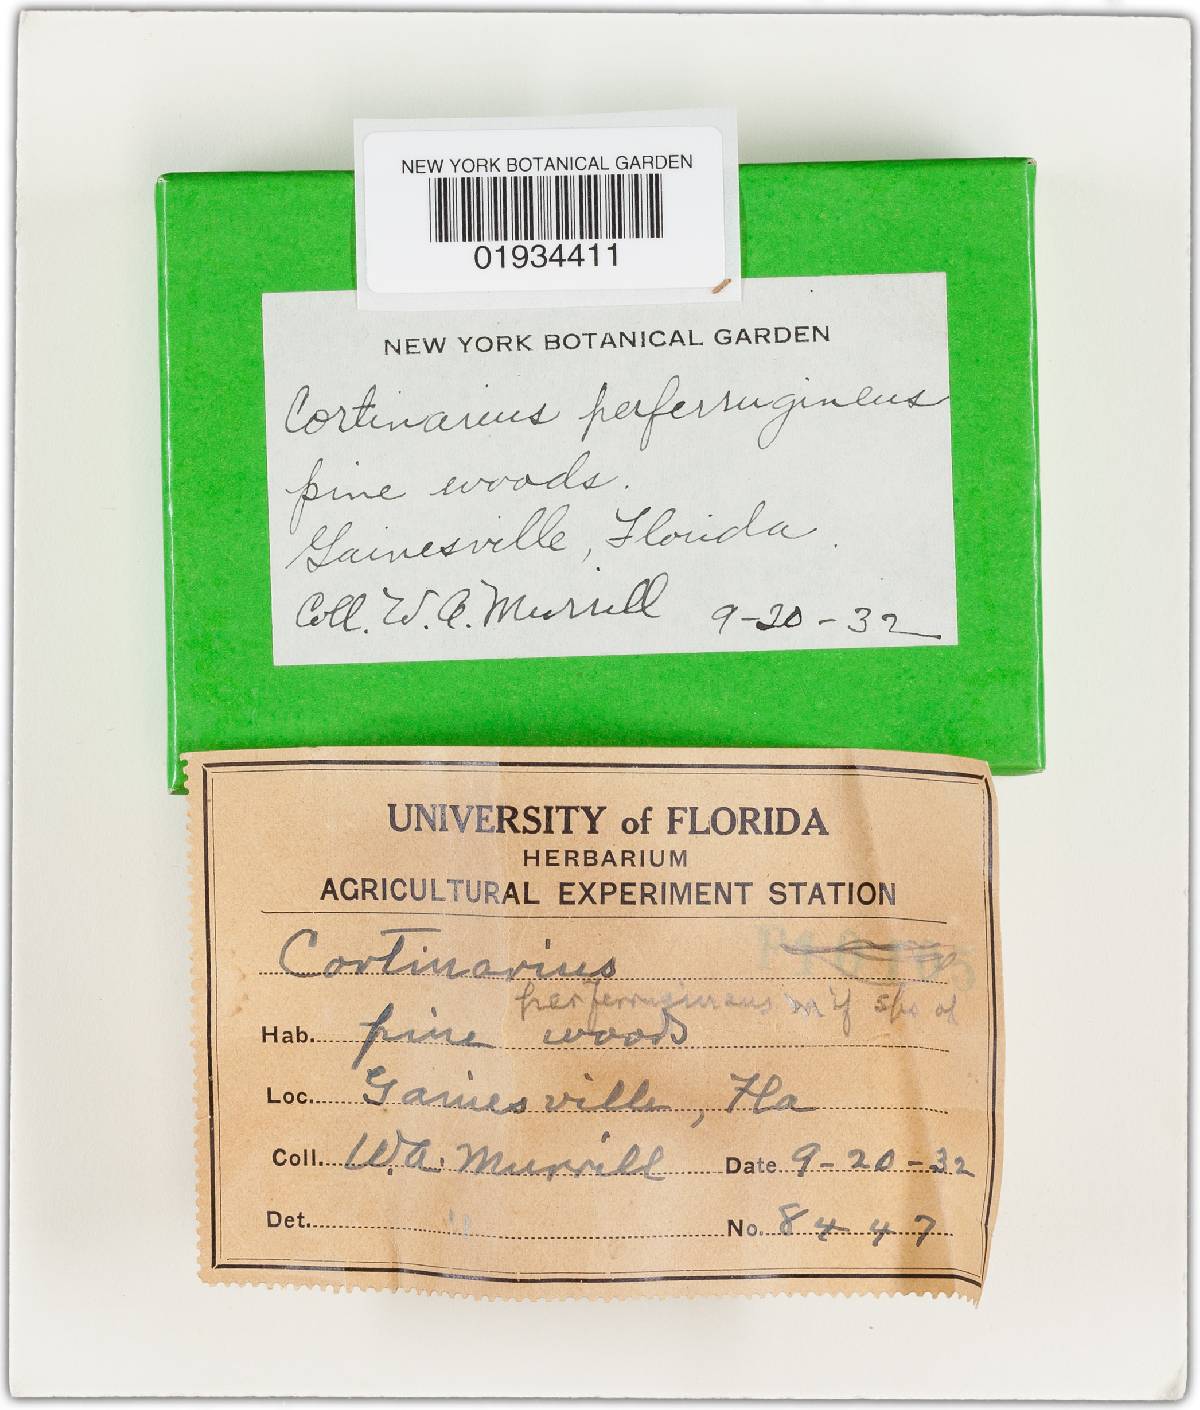 NEW YORK BOTANICAL GARDEN
01934411
NEW YORK BOTANICAL GARDEN
Cortinarius perferrugineus
pine woods.
Gainesville, Florida.
Coll. W. A. Murrill 9-20-32
UNIVERSITY of FLORIDA
HERBARIUM
AGRICULTURAL EXPERIMENT STATION
Cortinarius
perferrugineus if
Hab. pine woods
Loc. Gainesville, Fla
Coll. W.A. Murrill Date 9-20-32
Det. No. 8447